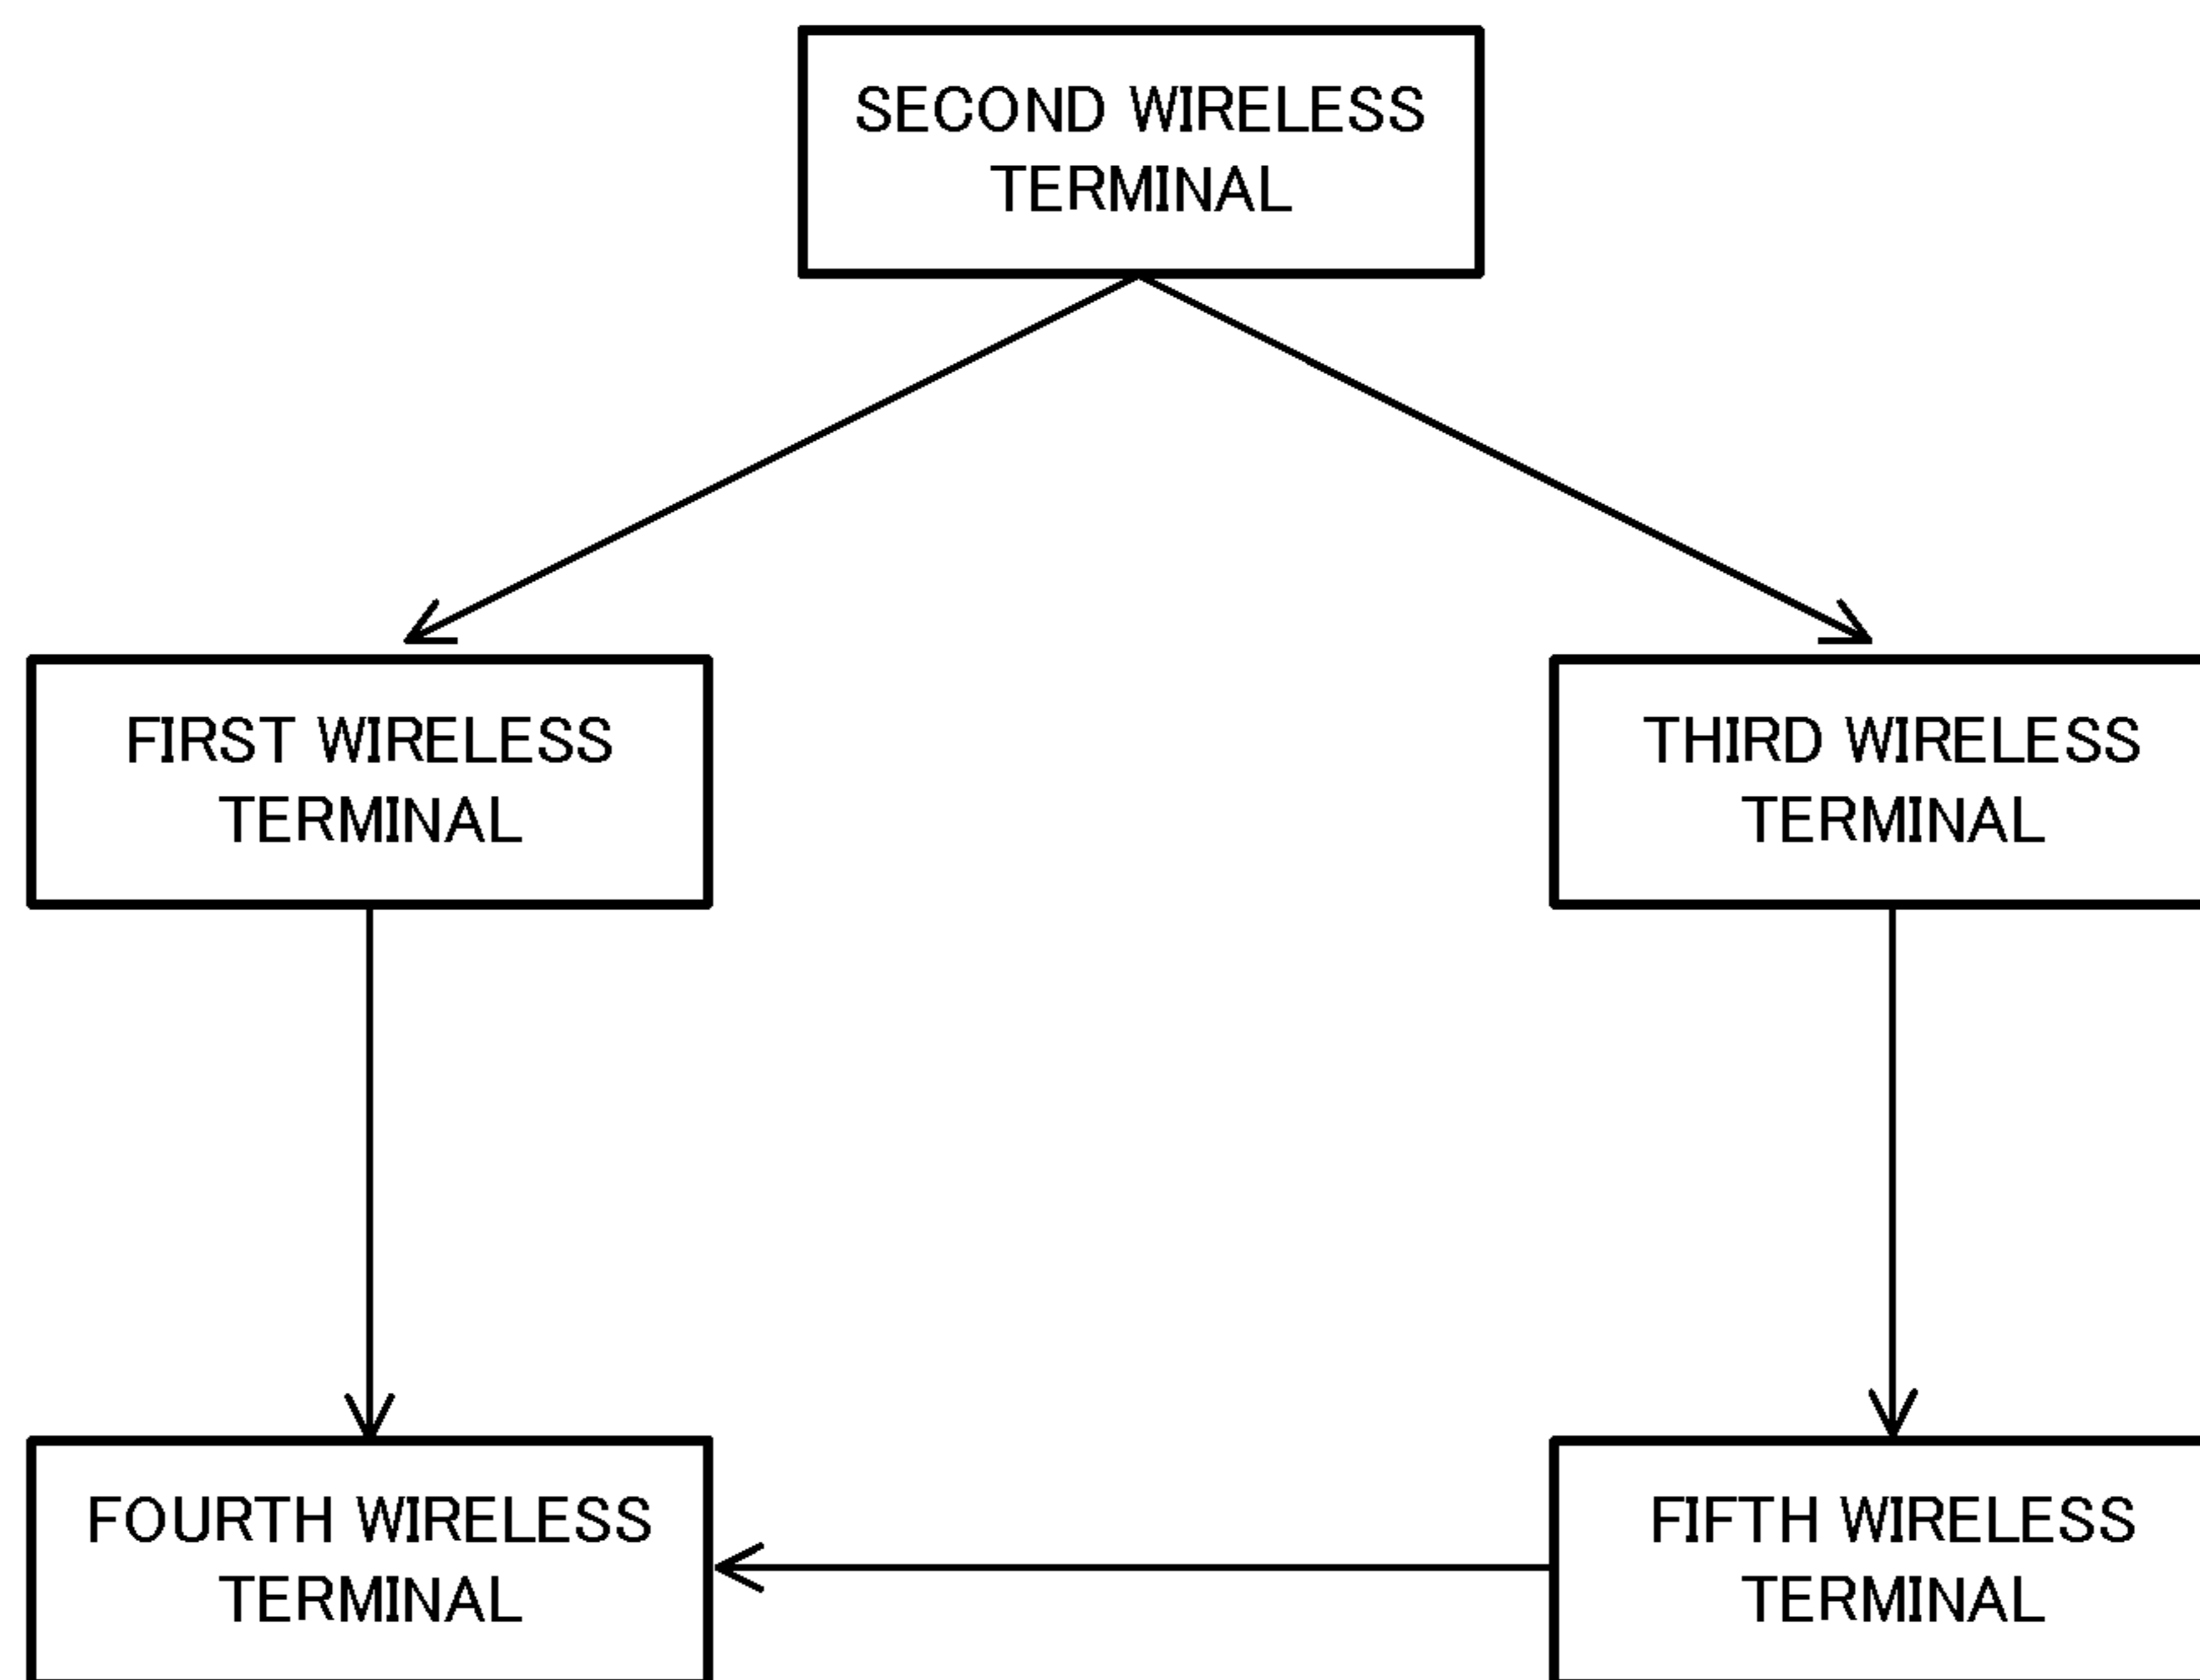 SECOND WIRELESS
TERMINAL
FIRST WIRELESS
TERMINAL
THIRD WIRELESS
TERMINAL
FOURTH WIRELESS
TERMINAL
FIFTH WIRELESS
TERMINAL